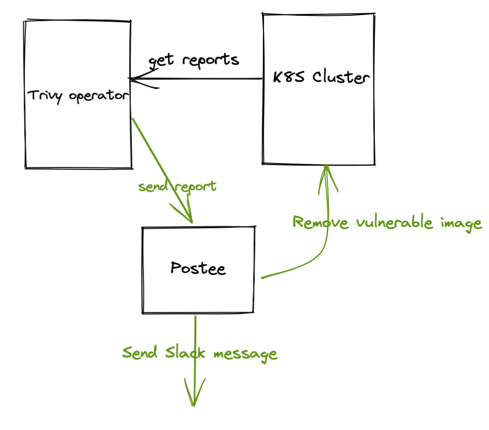 get reports
K8S Cluster
Trivy operator
send report
Remove vulnerable image
Postee
Send Slack message